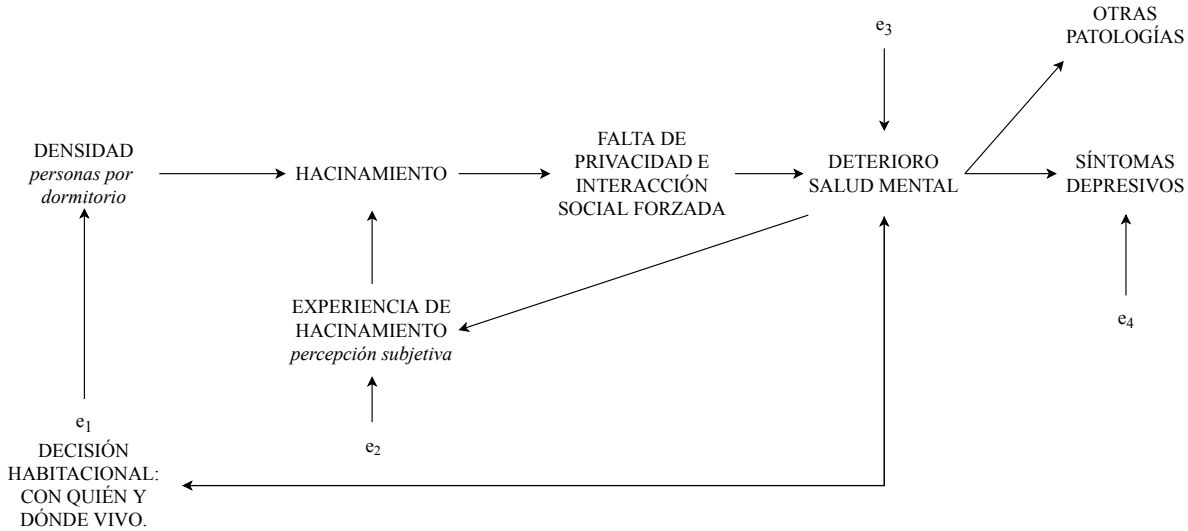 OTRAS
PATOLOGÍAS
e3
DENSIDAD
personas por
dormitorio
HACINAMIENTO
FALTA DE
PRIVACIDAD E
INTERACCIÓN
SOCIAL FORZADA
DETERIORO
SALUD MENTAL
SÍNTOMAS
DEPRESIVOS
EXPERIENCIA DE
HACINAMIENTO
percepción subjetiva
e4
e1
DECISIÓN
HABITACIONAL:
CON QUIÉN Y
DÓNDE VIVO.
e2